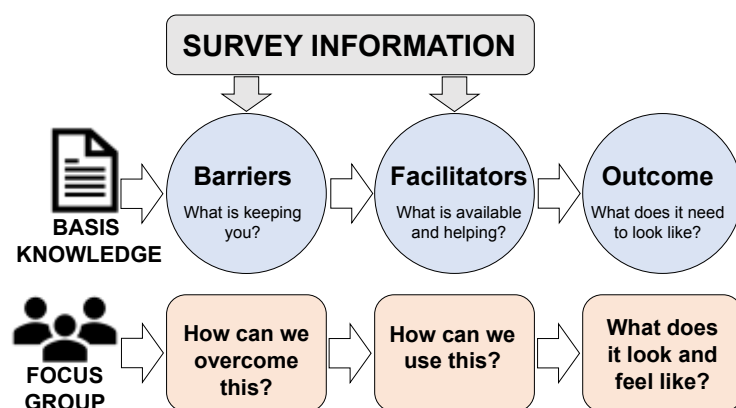 SURVEY INFORMATION
BASIS
KNOWLEDGE
Barriers
What is keeping
you?
Facilitators
What is available
and helping?
Outcome
What does it need
to look like?
FOCUS
GROUP
How can we
overcome
this?
How can we
use this?
What does
it look and
feel like?